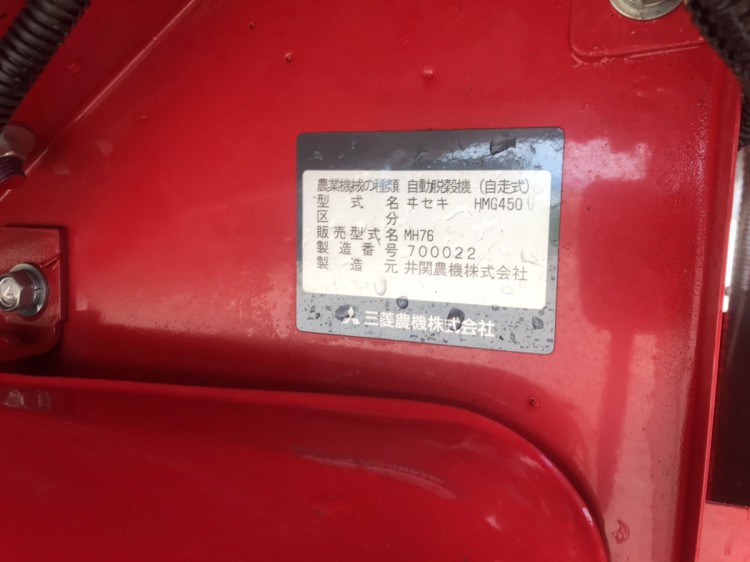 農業機械の種類 自動脱穀機 (自走式)
型式名 ヰセキ HMG450
区分
販売型式名 MH76
製造番号 700022
製造元 井関農機株式会社
三菱農機株式会社